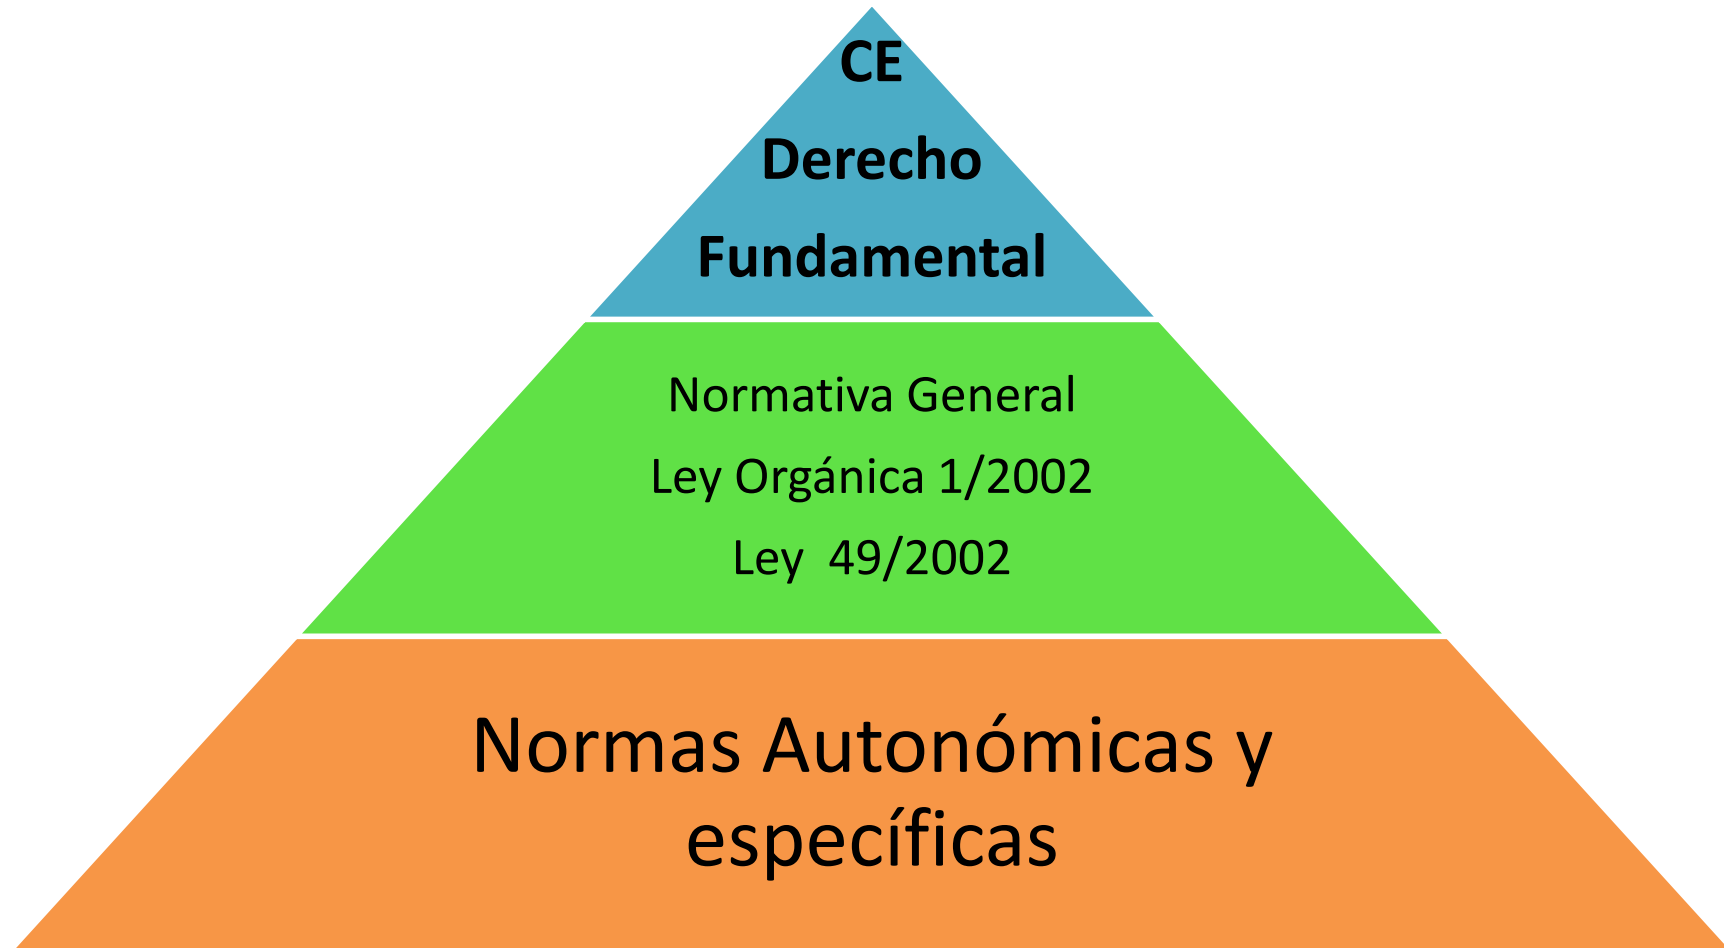 CE
Derecho
Fundamental
Normativa General
Ley Orgánica 1/2002
Ley  49/2002
Normas Autonómicas y
específicas